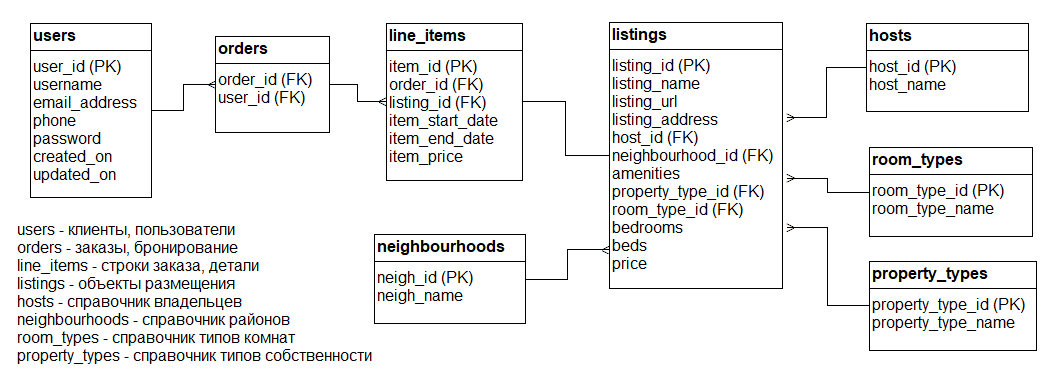 users
user_id (PK)
username
email_address
phone
password
created_on
updated_on
orders
order_id (FK)
user_id (FK)
line_items
item_id (PK)
order_id (FK)
listing_id (FK)
item_start_date
item_end_date
item_price
listings
listing_id (PK)
listing_name
listing_url
listing_address
host_id (FK)
neighbourhood_id (FK)
amenities
property_type_id (FK)
room_type_id (FK)
bedrooms
beds
price
hosts
host_id (PK)
host_name
room_types
room_type_id (PK)
room_type_name
property_types
property_type_id (PK)
property_type_name
neighbourhoods
neigh_id (PK)
neigh_name
users - клиенты, пользователи
orders - заказы, бронирование
line_items - строки заказа, детали
listings - объекты размещения
hosts - справочник владельцев
neighbourhoods - справочник районов
room_types - справочник типов комнат
property_types - справочник типов собственности